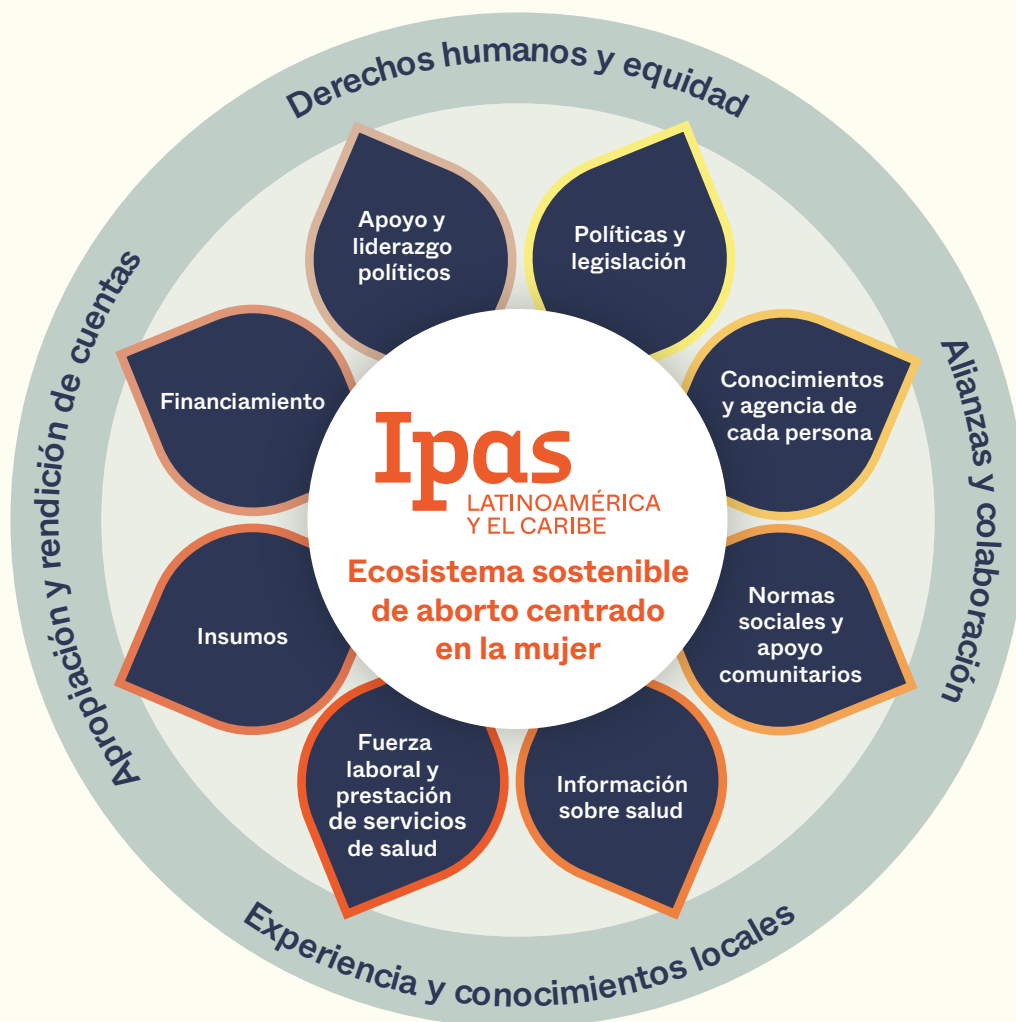 Derechos humanos y equidad
Apoyo y
liderazgo
políticos
Políticas y
legislación
Conocimientos
y agencia de
cada persona
Normas
sociales y
apoyo
comunitarios
Información
sobre salud
Fuerza
laboral y
prestación
de servicios
de salud
Insumos
Financiamiento
Ipas
LATINOAMÉRICA
Y EL CARIBE
Ecosistema sostenible
de aborto centrado
en la mujer
Alianzas y colaboración
Experiencia y conocimientos locales
Apropiación y rendición de cuentas